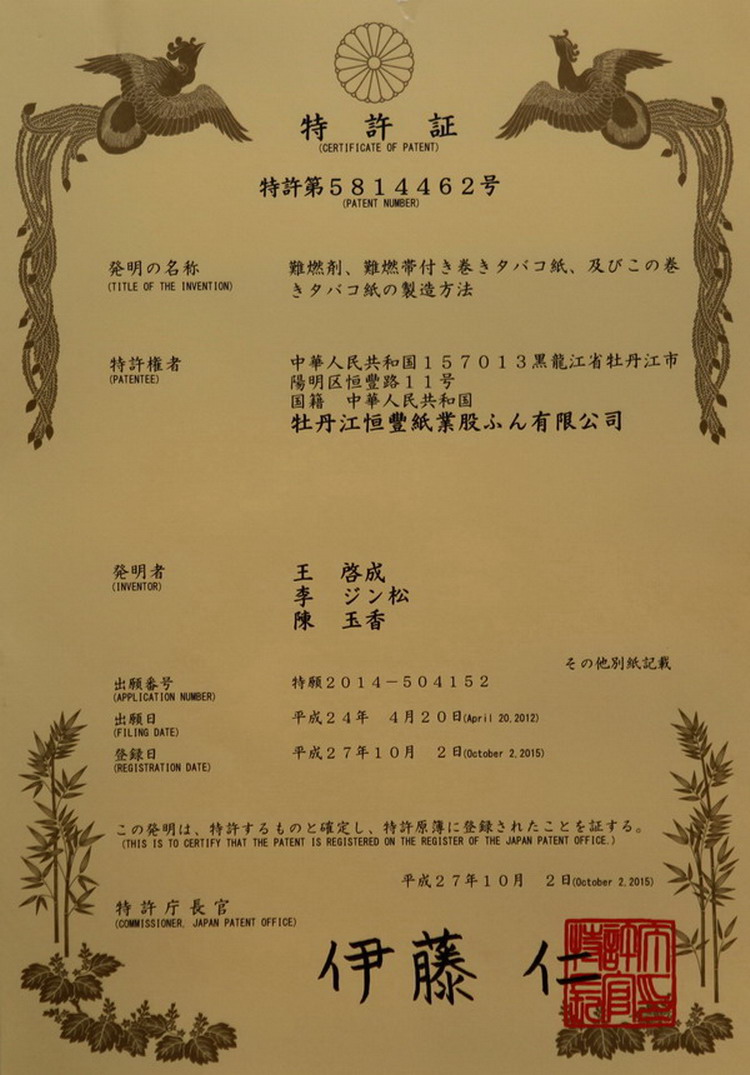 特許証
(CERTIFICATE OF PATENT)
特許第5814462号
(PATENT NUMBER)
発明の名称
(TITLE OF THE INVENTION)
難燃剤、難燃帯付き巻きタバコ紙、及びこの巻
きタバコ紙の製造方法
特許権者
(PATENTEE)
中華人民共和国157013黒龍江省牡丹江市
陽明区恒豐路11号
国籍 中華人民共和国
牡丹江恒豐紙業股ふん有限公司
発明者
(INVENTOR)
王 啓成
李 ジン松
陳 玉香
その他別紙記載
出願番号
(APPLICATION NUMBER)
特願2014-504152
出願日
(FILING DATE)
平成24年 4月20日(April 20,2012)
登録日
(REGISTRATION DATE)
平成27年10月 2日(October 2,2015)
この発明は、特許するものと確定し、特許原簿に登録されたことを証する。
(THIS IS TO CERTIFY THAT THE PATENT IS REGISTERED ON THE REGISTER OF THE JAPAN PATENT OFFICE.)
平成27年10月 2日(October 2,2015)
特許庁長官
(COMMISSIONER, JAPAN PATENT OFFICE)
伊藤 仁